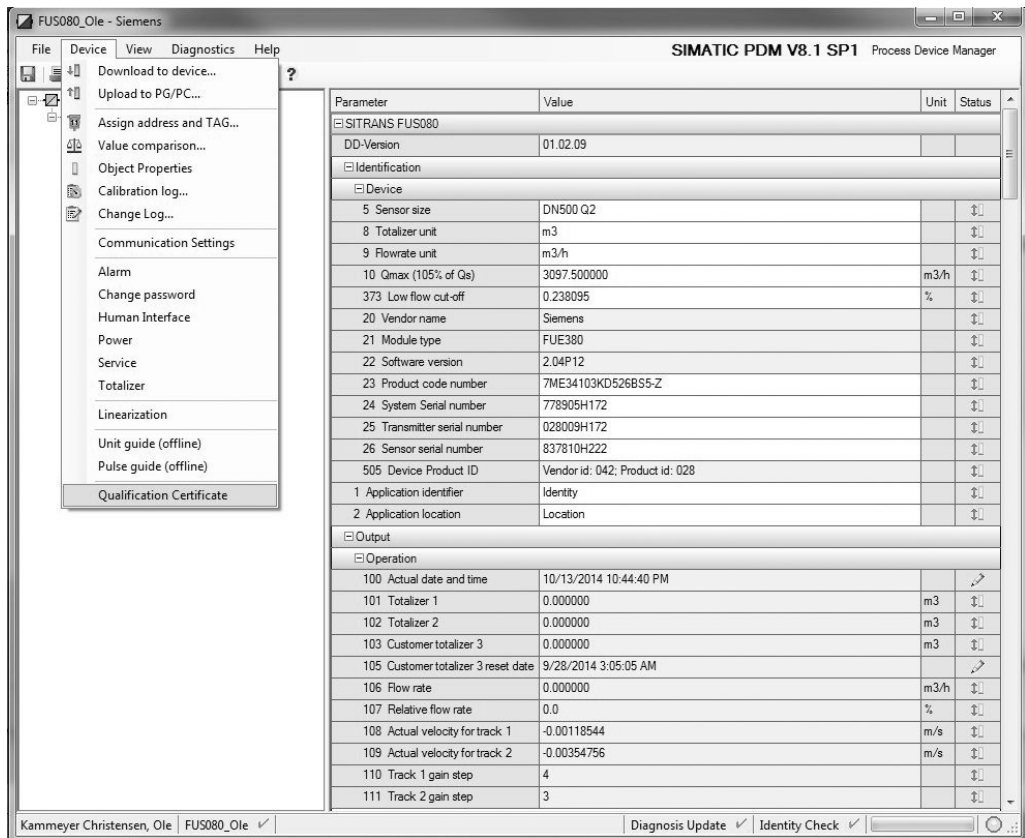 FUS080_Ole - Siemens
File Device View Diagnostics Help SIMATIC PDM V8.1 SP1 Process Device Manager
?
Download to device...
Upload to PG/PC...
Assign address and TAG...
Value comparison...
Object Properties
Calibration log...
Change Log...
Communication Settings
Alarm
Change password
Human Interface
Power
Service
Totalizer
Linearization
Unit guide (offline)
Pulse guide (offline)
Qualification Certificate
Parameter Value Unit Status
SITRANS FUS080
DD-Version 01.02.09
Identification
Device
5 Sensor size DN500 Q2
8 Totalizer unit m3
9 Flowrate unit m3/h
10 Qmax (105% of Qs) 3097.500000 m3/h
373 Low flow cut-off 0.238095 %
20 Vendor name Siemens
21 Module type FUE380
22 Software version 2.04P12
23 Product code number 7ME34103KD526BS5-Z
24 System Serial number 778905H172
25 Transmitter serial number 028009H172
26 Sensor serial number 837810H222
505 Device Product ID Vendor id: 042; Product id: 028
1 Application identifier Identity
2 Application location Location
Output
Operation
100 Actual date and time 10/13/2014 10:44:40 PM
101 Totalizer 1 0.000000 m3
102 Totalizer 2 0.000000 m3
103 Customer totalizer 3 0.000000 m3
105 Customer totalizer 3 reset date 9/28/2014 3:05:05 AM
106 Flow rate 0.000000 m3/h
107 Relative flow rate 0.0 %
108 Actual velocity for track 1 -0.00118544 m/s
109 Actual velocity for track 2 -0.00354756 m/s
110 Track 1 gain step 4
111 Track 2 gain step 3
Kammeyer Christensen, Ole FUS080_Ole Diagnosis Update Identity Check